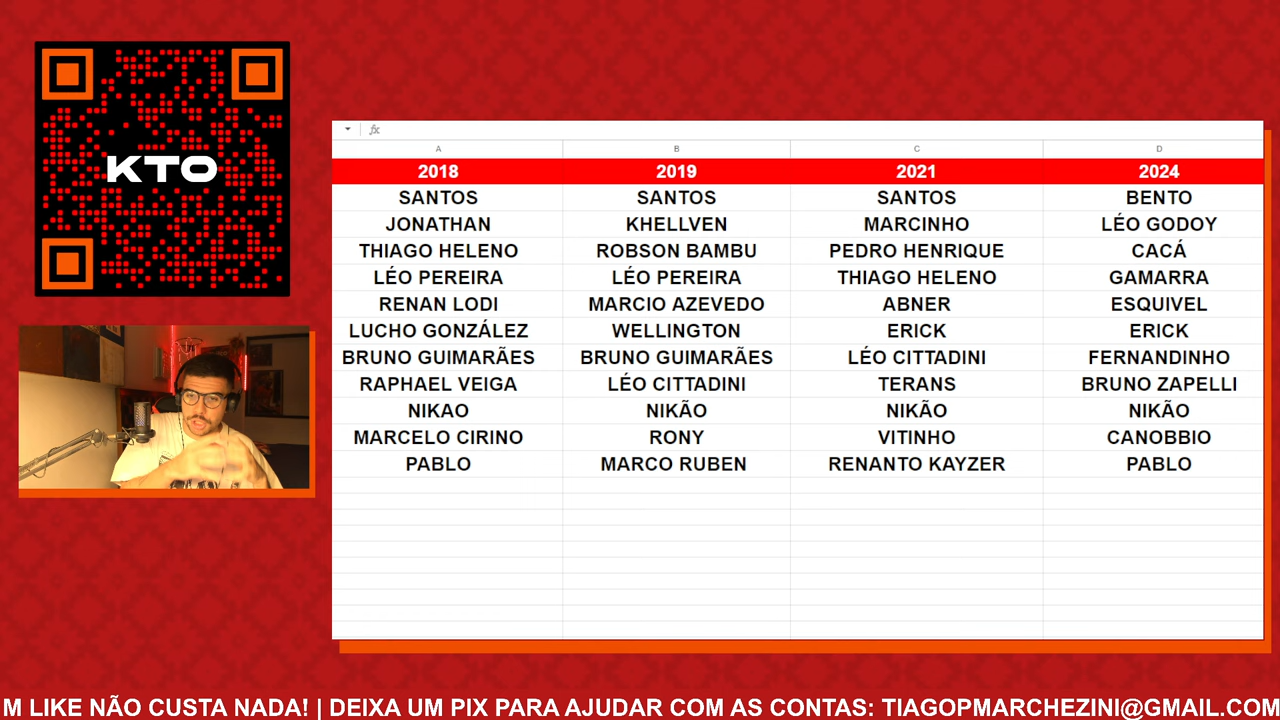 KTO
fx
A B C D
2018 2019 2021 2024
SANTOS SANTOS SANTOS BENTO
JONATHAN KHELLVEN MARCINHO LÉO GODOY
THIAGO HELENO ROBSON BAMBU PEDRO HENRIQUE CACÁ
LÉO PEREIRA LÉO PEREIRA THIAGO HELENO GAMARRA
RENAN LODI MARCIO AZEVEDO ABNER ESQUIVEL
LUCHO GONZÁLEZ WELLINGTON ERICK ERICK
BRUNO GUIMARÃES BRUNO GUIMARÃES LÉO CITTADINI FERNANDINHO
RAPHAEL VEIGA LÉO CITTADINI TERANS BRUNO ZAPELLI
NIKAO NIKÃO NIKÃO NIKÃO
MARCELO CIRINO RONY VITINHO CANOBBIO
PABLO MARCO RUBEN RENANTO KAYZER PABLO
M LIKE NÃO CUSTA NADA! | DEIXA UM PIX PARA AJUDAR COM AS CONTAS: TIAGOPMARCHEZINI@GMAIL.COM